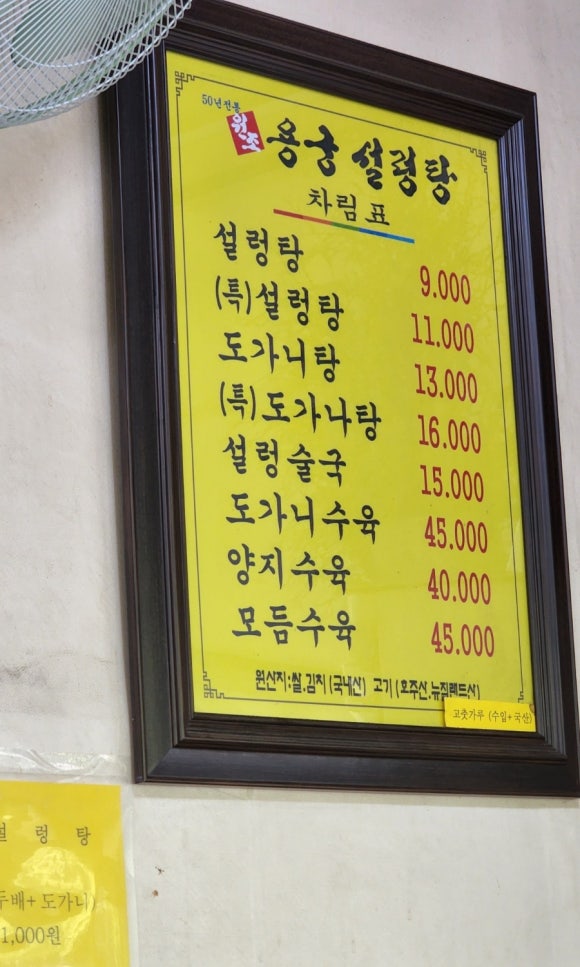 50년전통
원조 용궁 설렁탕
차림표
설렁탕 9.000
(특)설렁탕 11.000
도가니탕 13.000
(특)도가나탕 16.000
설렁술국 15.000
도가니수육 45.000
양지수육 40.000
모듬수육 45.000
원산지:쌀.김치(국내산) 고기(호주산.뉴질랜드산)
고춧가루 (수입+국산)
렁탕
배+ 도가니)
1,000원